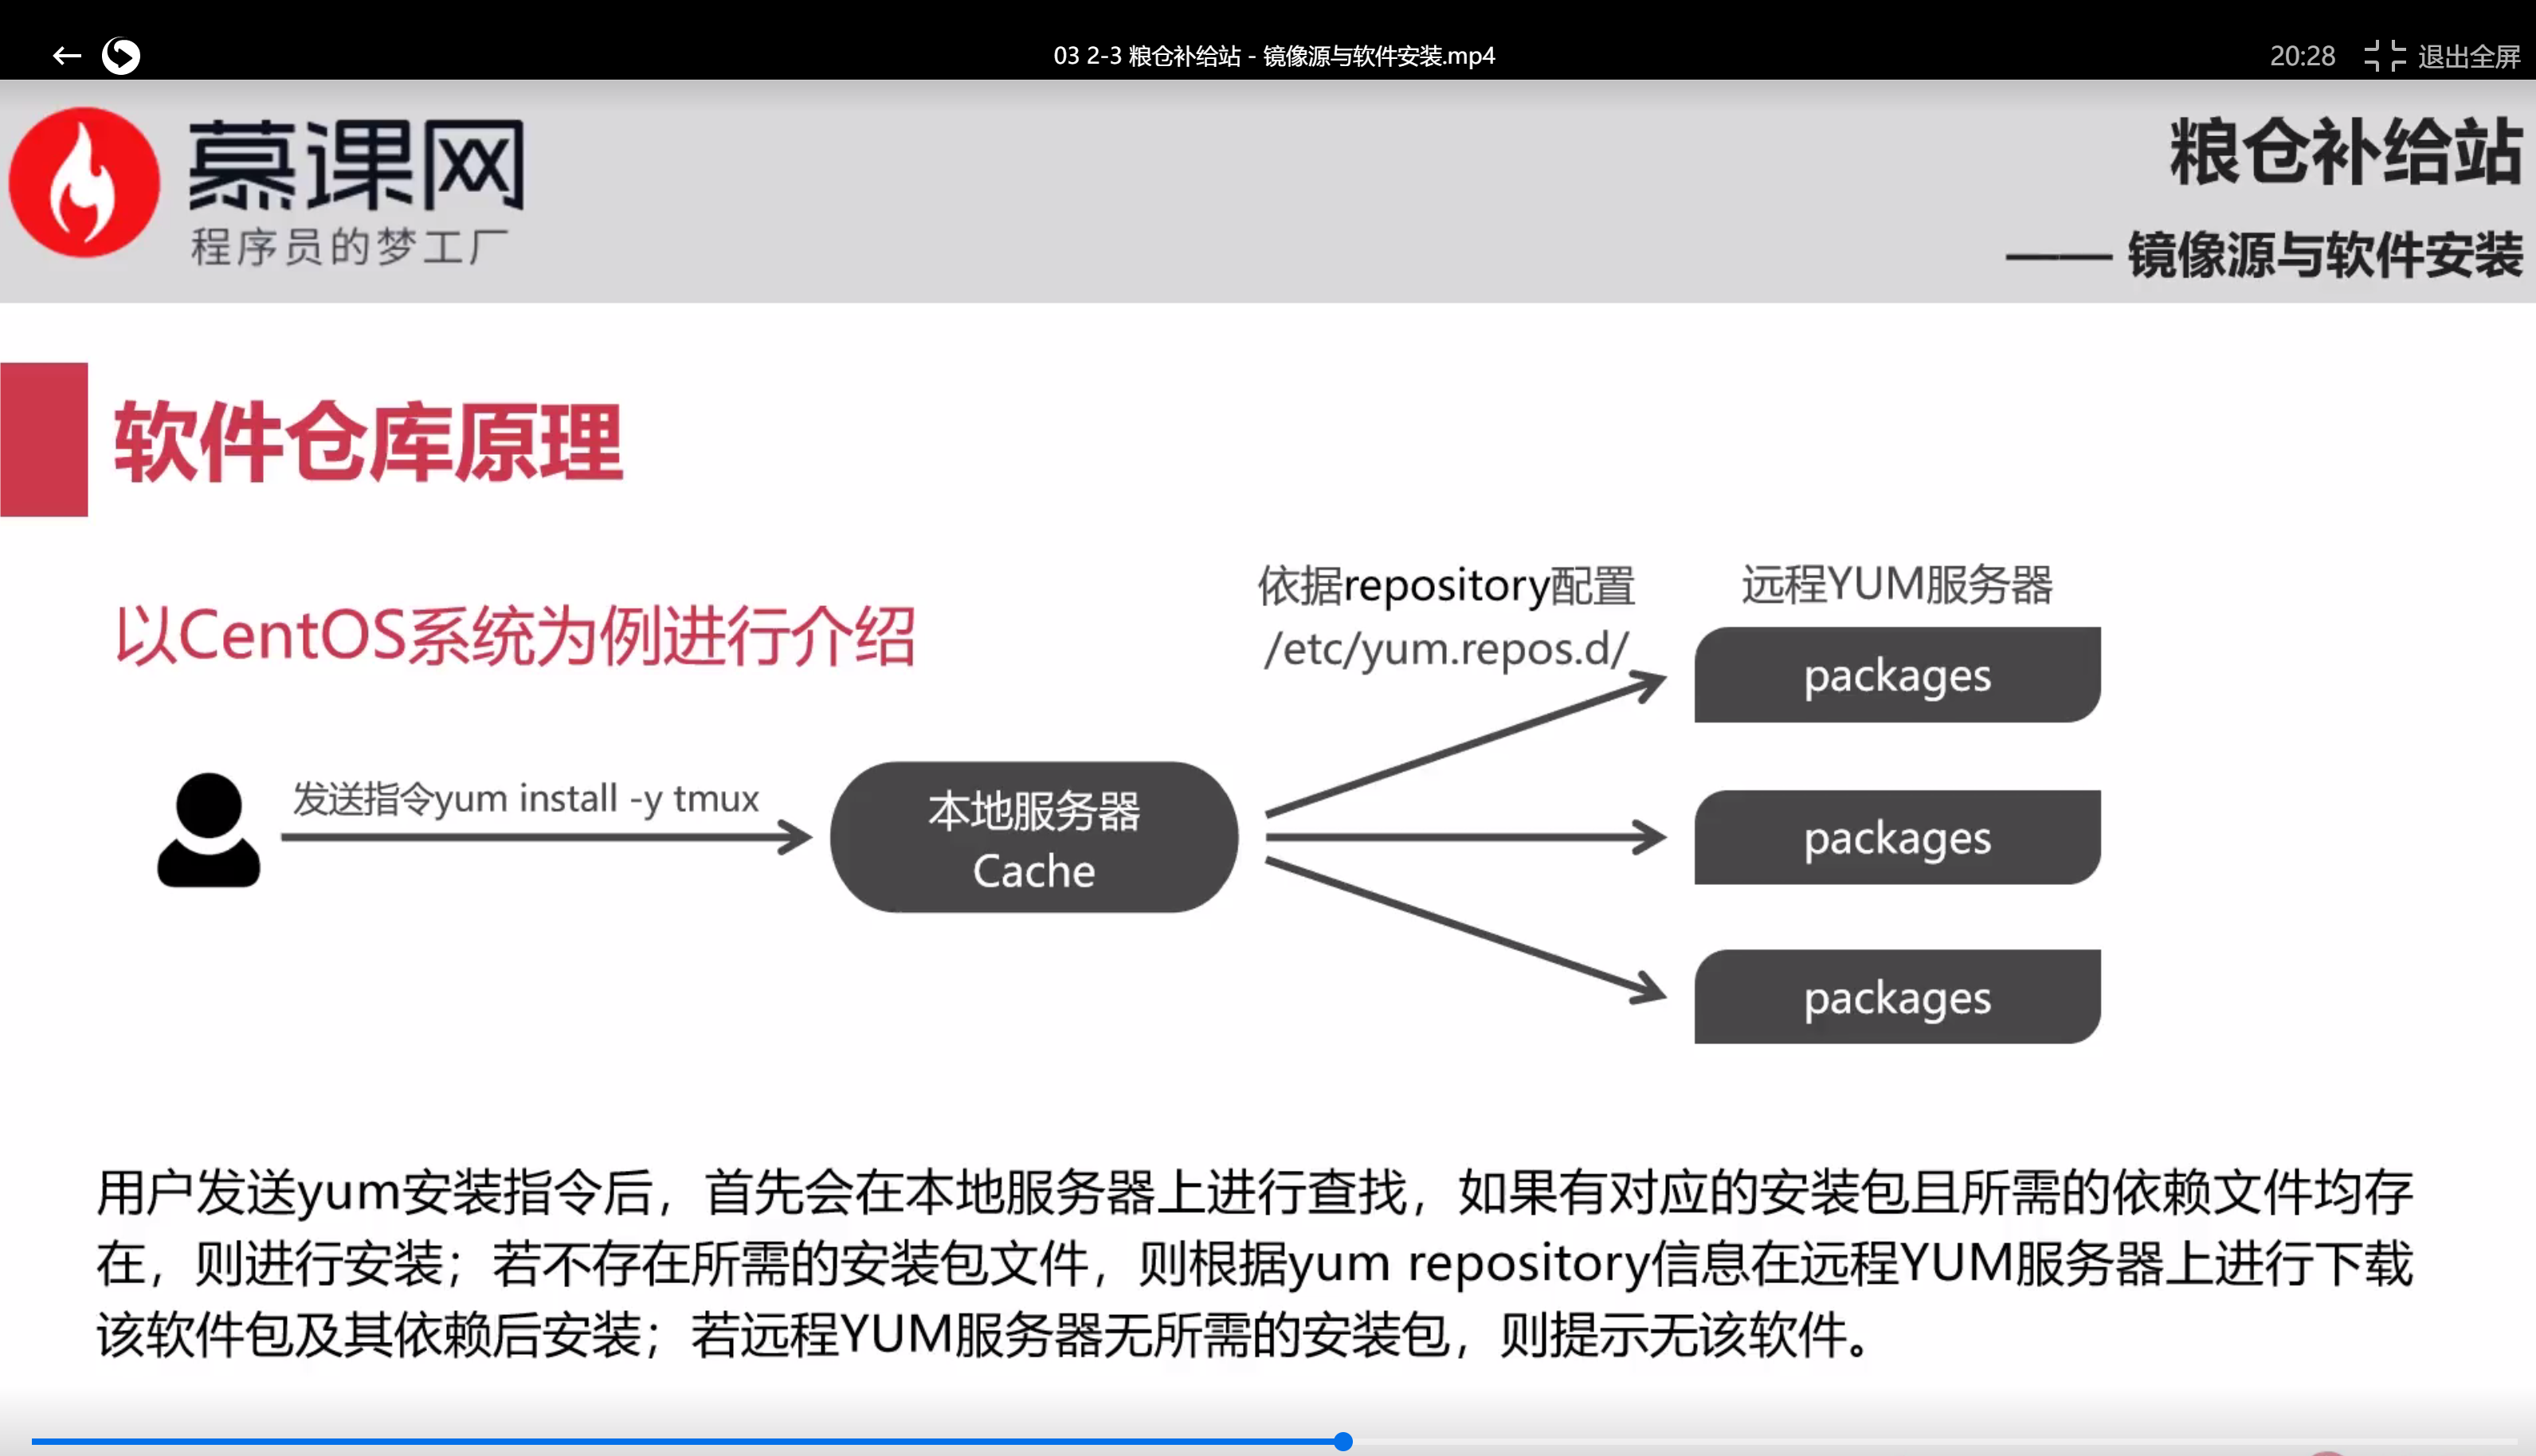 03 2-3 粮仓补给站 - 镜像源与软件安装.mp4
20:28
退出全屏
慕课网
程序员的梦工厂
粮仓补给站
—— 镜像源与软件安装
软件仓库原理
以CentOS系统为例进行介绍
依据repository配置
/etc/yum.repos.d/
远程YUM服务器
packages
发送指令yum install -y tmux
本地服务器
Cache
packages
packages
用户发送yum安装指令后，首先会在本地服务器上进行查找，如果有对应的安装包且所需的依赖文件均存
在，则进行安装；若不存在所需的安装包文件，则根据yum repository信息在远程YUM服务器上进行下载
该软件包及其依赖后安装；若远程YUM服务器无所需的安装包，则提示无该软件。